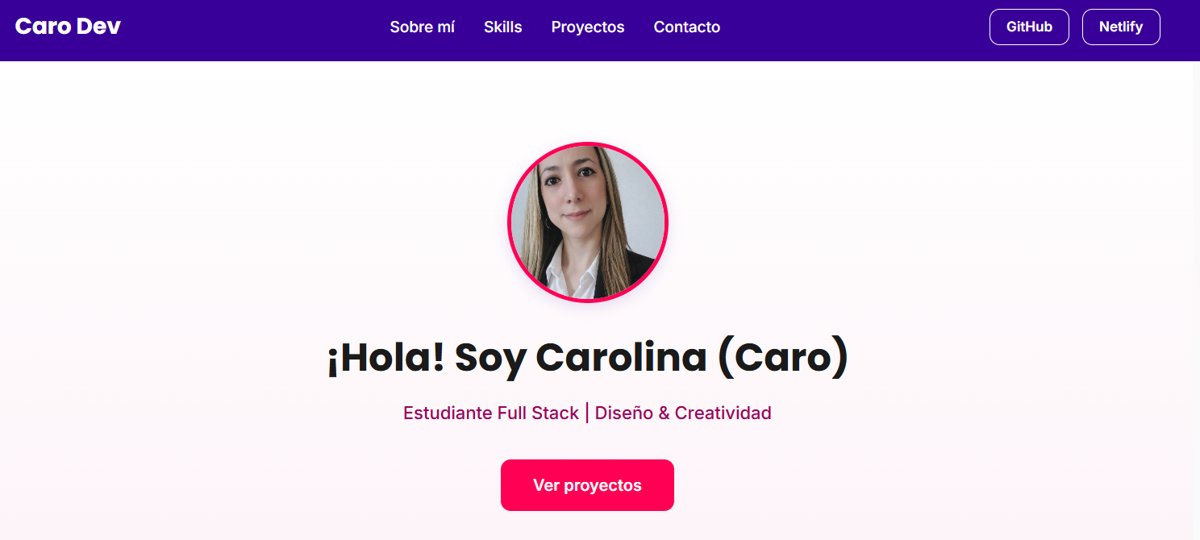 Caro Dev
Sobre mí
Skills
Proyectos
Contacto
GitHub
Netlify
¡Hola! Soy Carolina (Caro)
Estudiante Full Stack | Diseño & Creatividad
Ver proyectos